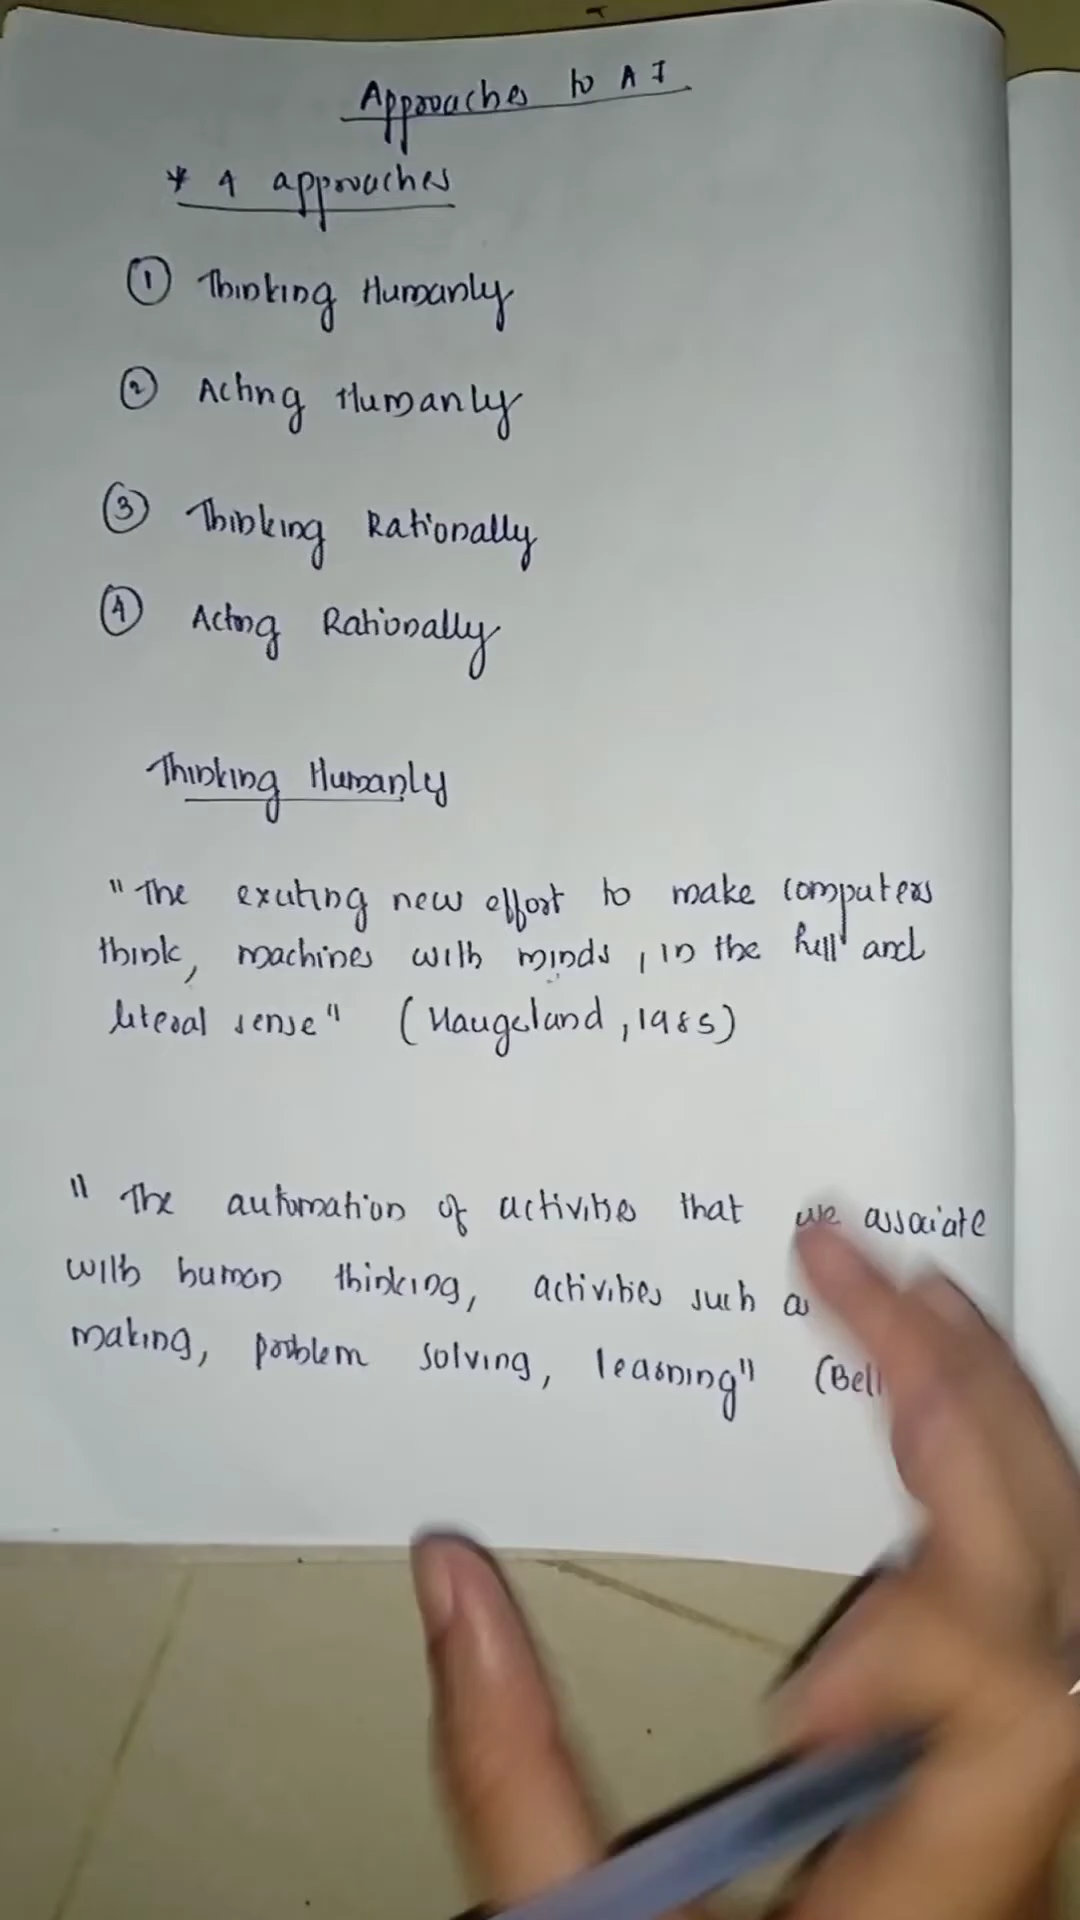 Approaches to AI
* 4 approaches
① Thinking Humanly
② Acting Humanly
③ Thinking Rationally
④ Acting Rationally
Thinking Humanly
"The exciting new effort to make computers
think, machines with minds, in the full and
literal sense" (Haugeland, 1985)
"The automation of activities that we associate
with human thinking, activities such as
making, problem solving, learning" (Bell